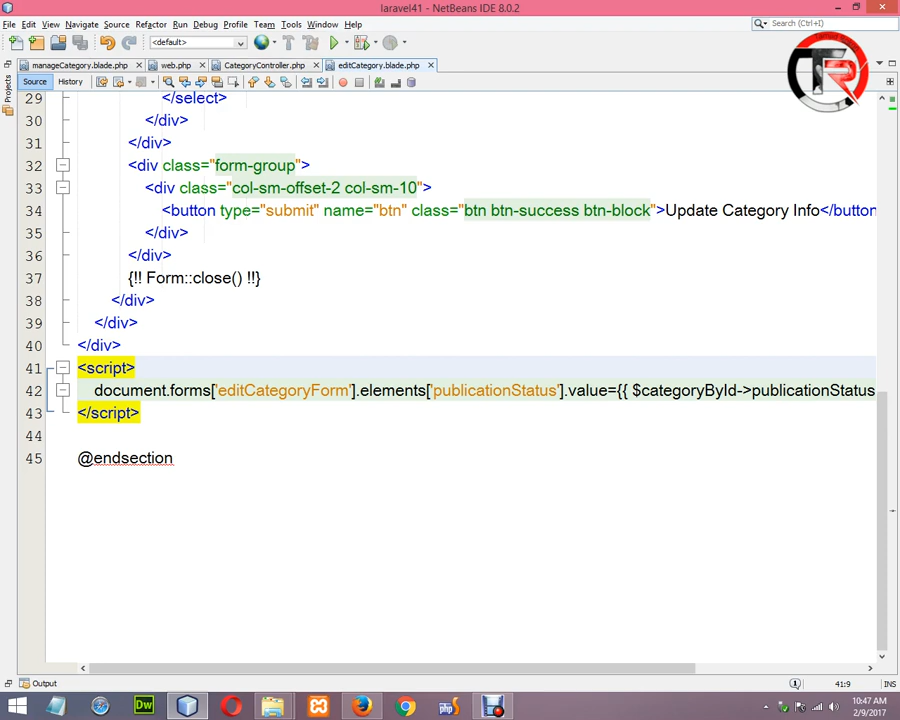 laravel41 - NetBeans IDE 8.0.2
File Edit View Navigate Source Refactor Run Debug Profile Team Tools Window Help
Search (Ctrl+I)
<default>
manageCategory.blade.php web.php CategoryController.php editCategory.blade.php
Source History
Projects
29 </select>
30 </div>
31 </div>
32 <div class="form-group">
33 <div class="col-sm-offset-2 col-sm-10">
34 <button type="submit" name="btn" class="btn btn-success btn-block">Update Category Info</button
35 </div>
36 </div>
37 {!! Form::close() !!}
38 </div>
39 </div>
40 </div>
41 <script>
42 document.forms['editCategoryForm'].elements['publicationStatus'].value={{ $categoryById->publicationStatus
43 </script>
44
45 @endsection
Output
41:9 INS
Dw
php
10:47 AM
2/9/2017